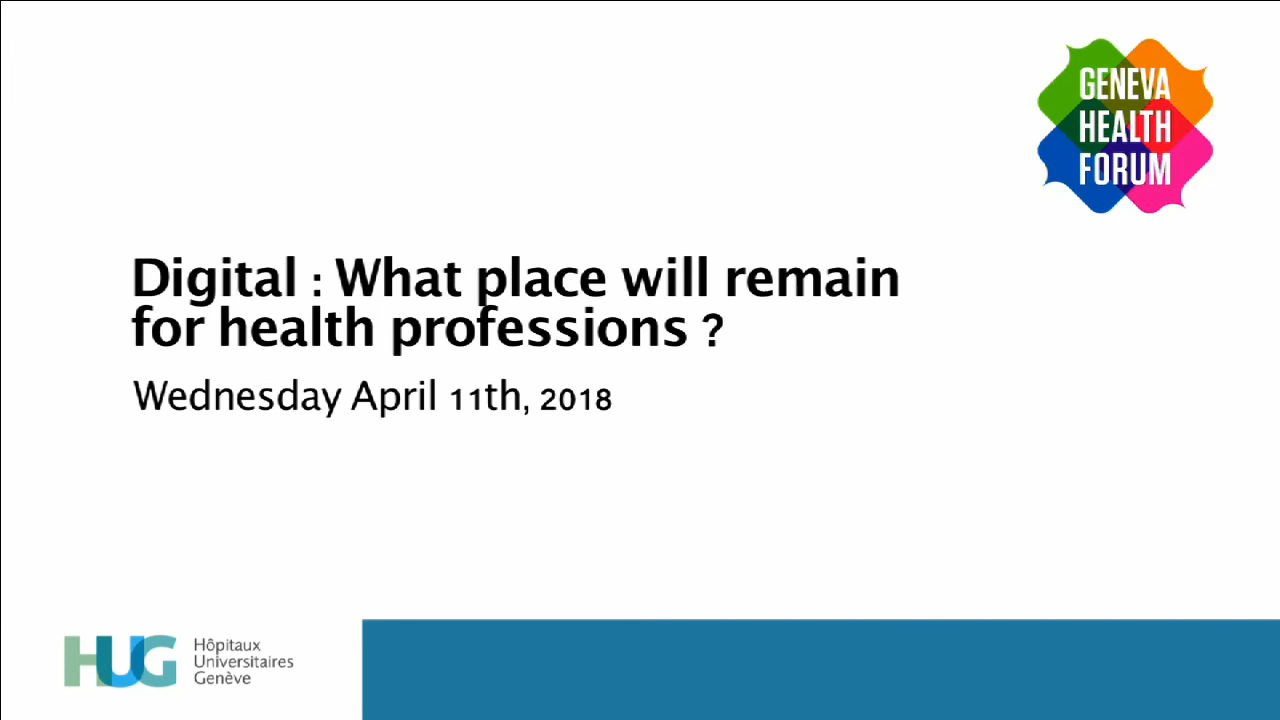 GENEVA
HEALTH
FORUM
Digital : What place will remain
for health professions ?
Wednesday April 11th, 2018
HUG
Hôpitaux
Universitaires
Genève